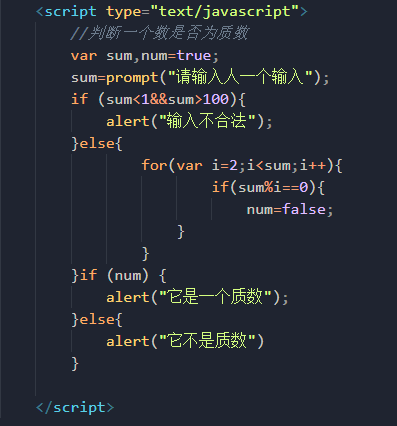 <script type="text/javascript">
//判断一个数是否为质数
var sum,num=true;
sum=prompt("请输入人一个输入");
if (sum<1&&sum>100){
alert("输入不合法");
}else{
for(var i=2;i<sum;i++){
if(sum%i==0){
num=false;
}
}
}if (num) {
alert("它是一个质数");
}else{
alert("它不是质数")
}
</script>